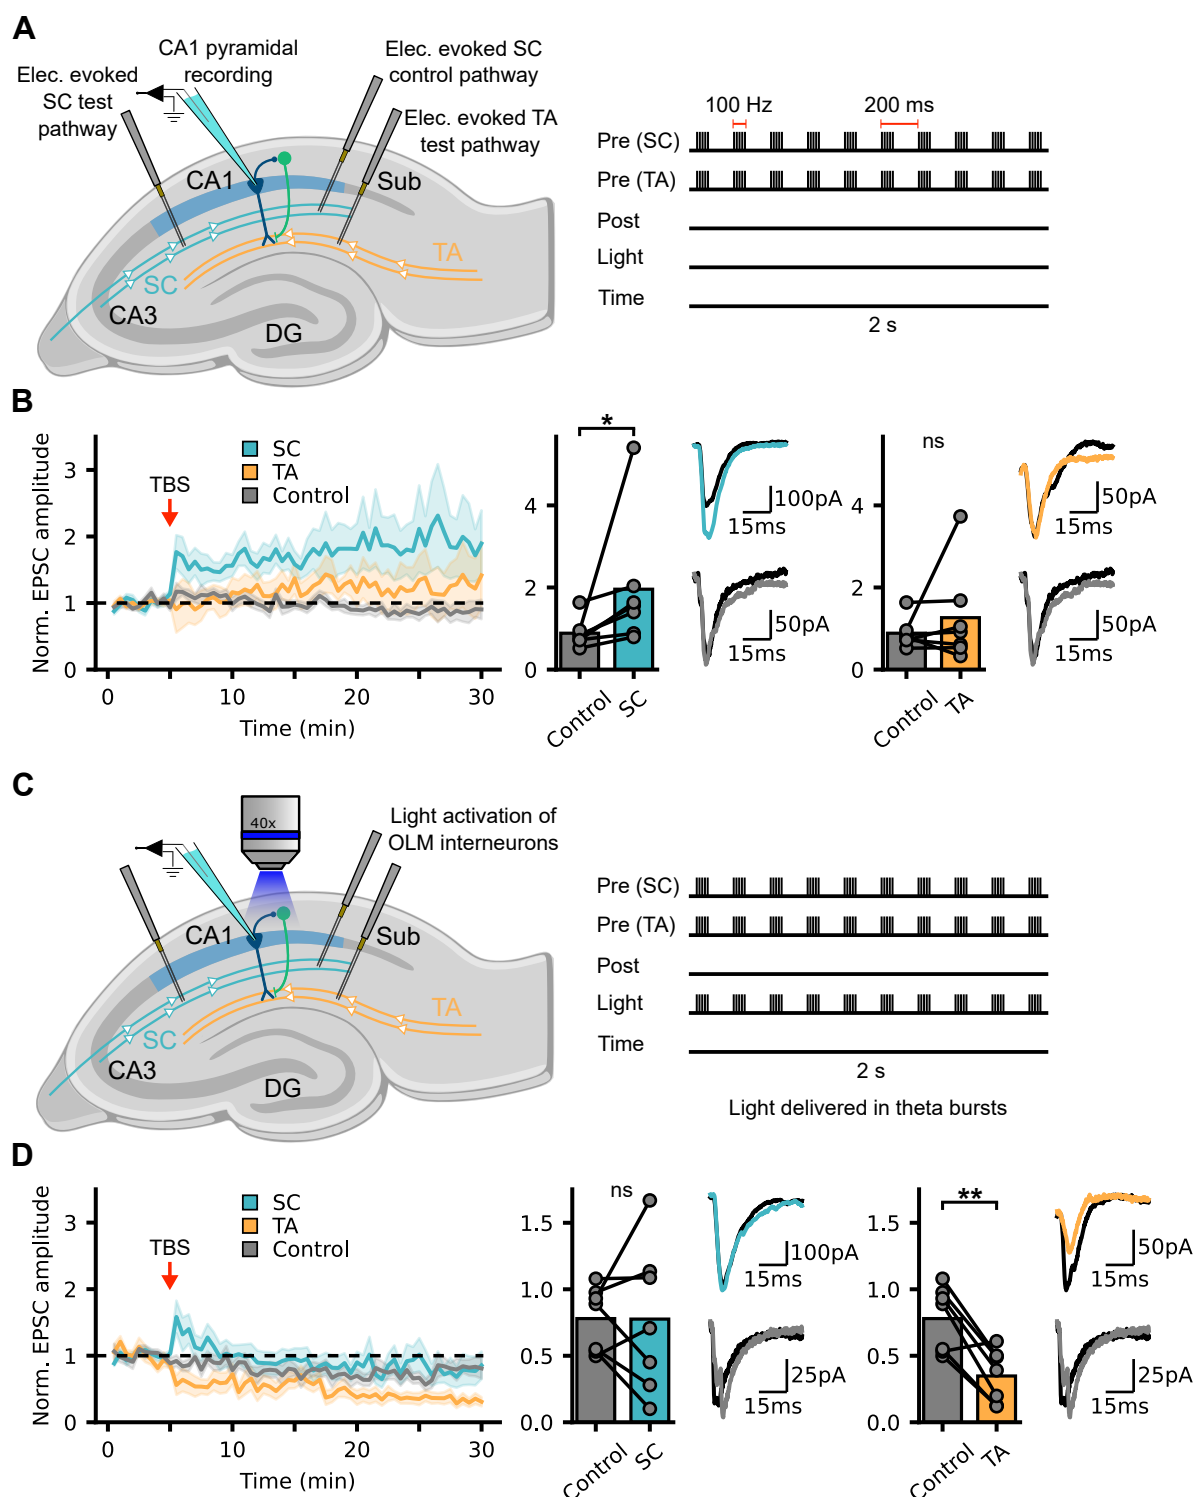 A
CA1 pyramidal
recording
Elec. evoked
SC test
pathway
Elec. evoked SC
control pathway
Elec. evoked TA
test pathway
CA1
Sub
SC
TA
CA3
DG
100 Hz
200 ms
Pre (SC)
Pre (TA)
Post
Light
Time
2 s
B
Norm. EPSC amplitude
3
2
1
0
SC
TA
Control
TBS
0
10
20
30
Time (min)
*
4
2
0
Control
SC
100pA
15ms
50pA
15ms
ns
4
2
0
Control
TA
50pA
15ms
50pA
15ms
C
40x
Light activation of
OLM interneurons
CA1
Sub
SC
TA
CA3
DG
Pre (SC)
Pre (TA)
Post
Light
Time
2 s
Light delivered in theta bursts
D
Norm. EPSC amplitude
3
2
1
0
SC
TA
Control
TBS
0
10
20
30
Time (min)
ns
1.5
1.0
0.5
0.0
Control
SC
100pA
15ms
25pA
15ms
**
1.5
1.0
0.5
0.0
Control
TA
50pA
15ms
25pA
15ms